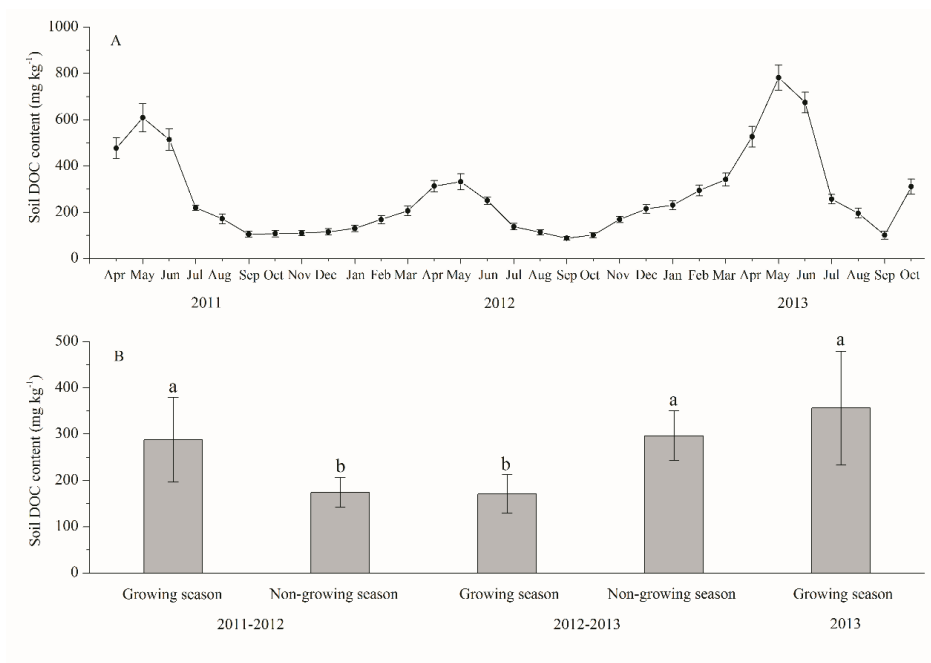 A
Soil DOC content (mg kg-1)
1000
800
600
400
200
0
Apr May Jun Jul Aug Sep Oct Nov Dec Jan Feb Mar Apr May Jun Jul Aug Sep Oct Nov Dec Jan Feb Mar Apr May Jun Jul Aug Sep Oct
2011 2012 2013
B
Soil DOC content (mg kg-1)
500
400
300
200
100
0
a b b a a
Growing season Non-growing season Growing season Non-growing season Growing season
2011-2012 2012-2013 2013